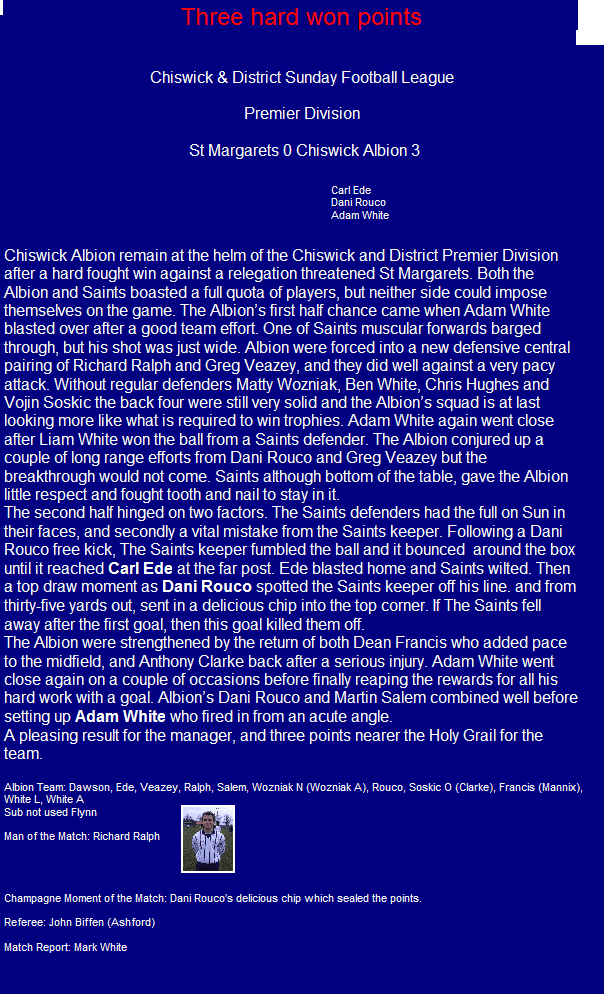 Three hard won points
Chiswick & District Sunday Football League
Premier Division
St Margarets 0 Chiswick Albion 3
Carl Ede
Dani Rouco
Adam White
Chiswick Albion remain at the helm of the Chiswick and District Premier Division
after a hard fought win against a relegation threatened St Margarets. Both the
Albion and Saints boasted a full quota of players, but neither side could impose
themselves on the game. The Albion's first half chance came when Adam White
blasted over after a good team effort. One of Saints muscular forwards barged
through, but his shot was just wide. Albion were forced into a new defensive central
pairing of Richard Ralph and Greg Veazey, and they did well against a very pacy
attack. Without regular defenders Matty Wozniak, Ben White, Chris Hughes and
Vojin Soskic the back four were still very solid and the Albion's squad is at last
looking more like what is required to win trophies. Adam White again went close
after Liam White won the ball from a Saints defender. The Albion conjured up a
couple of long range efforts from Dani Rouco and Greg Veazey but the
breakthrough would not come. Saints although bottom of the table, gave the Albion
little respect and fought tooth and nail to stay in it.
The second half hinged on two factors. The Saints defenders had the full on Sun in
their faces, and secondly a vital mistake from the Saints keeper. Following a Dani
Rouco free kick, The Saints keeper fumbled the ball and it bounced  around the box
until it reached Carl Ede at the far post. Ede blasted home and Saints wilted. Then
a top draw moment as Dani Rouco spotted the Saints keeper off his line. and from
thirty-five yards out, sent in a delicious chip into the top corner. If The Saints fell
away after the first goal, then this goal killed them off.
The Albion were strengthened by the return of both Dean Francis who added pace
to the midfield, and Anthony Clarke back after a serious injury. Adam White went
close again on a couple of occasions before finally reaping the rewards for all his
hard work with a goal. Albion's Dani Rouco and Martin Salem combined well before
setting up Adam White who fired in from an acute angle.
A pleasing result for the manager, and three points nearer the Holy Grail for the
team.
Albion Team: Dawson, Ede, Veazey, Ralph, Salem, Wozniak N (Wozniak A), Rouco, Soskic O (Clarke), Francis (Mannix),
White L, White A
Sub not used Flynn
Man of the Match: Richard Ralph
Champagne Moment of the Match: Dani Rouco's delicious chip which sealed the points.
Referee: John Biffen (Ashford)
Match Report: Mark White